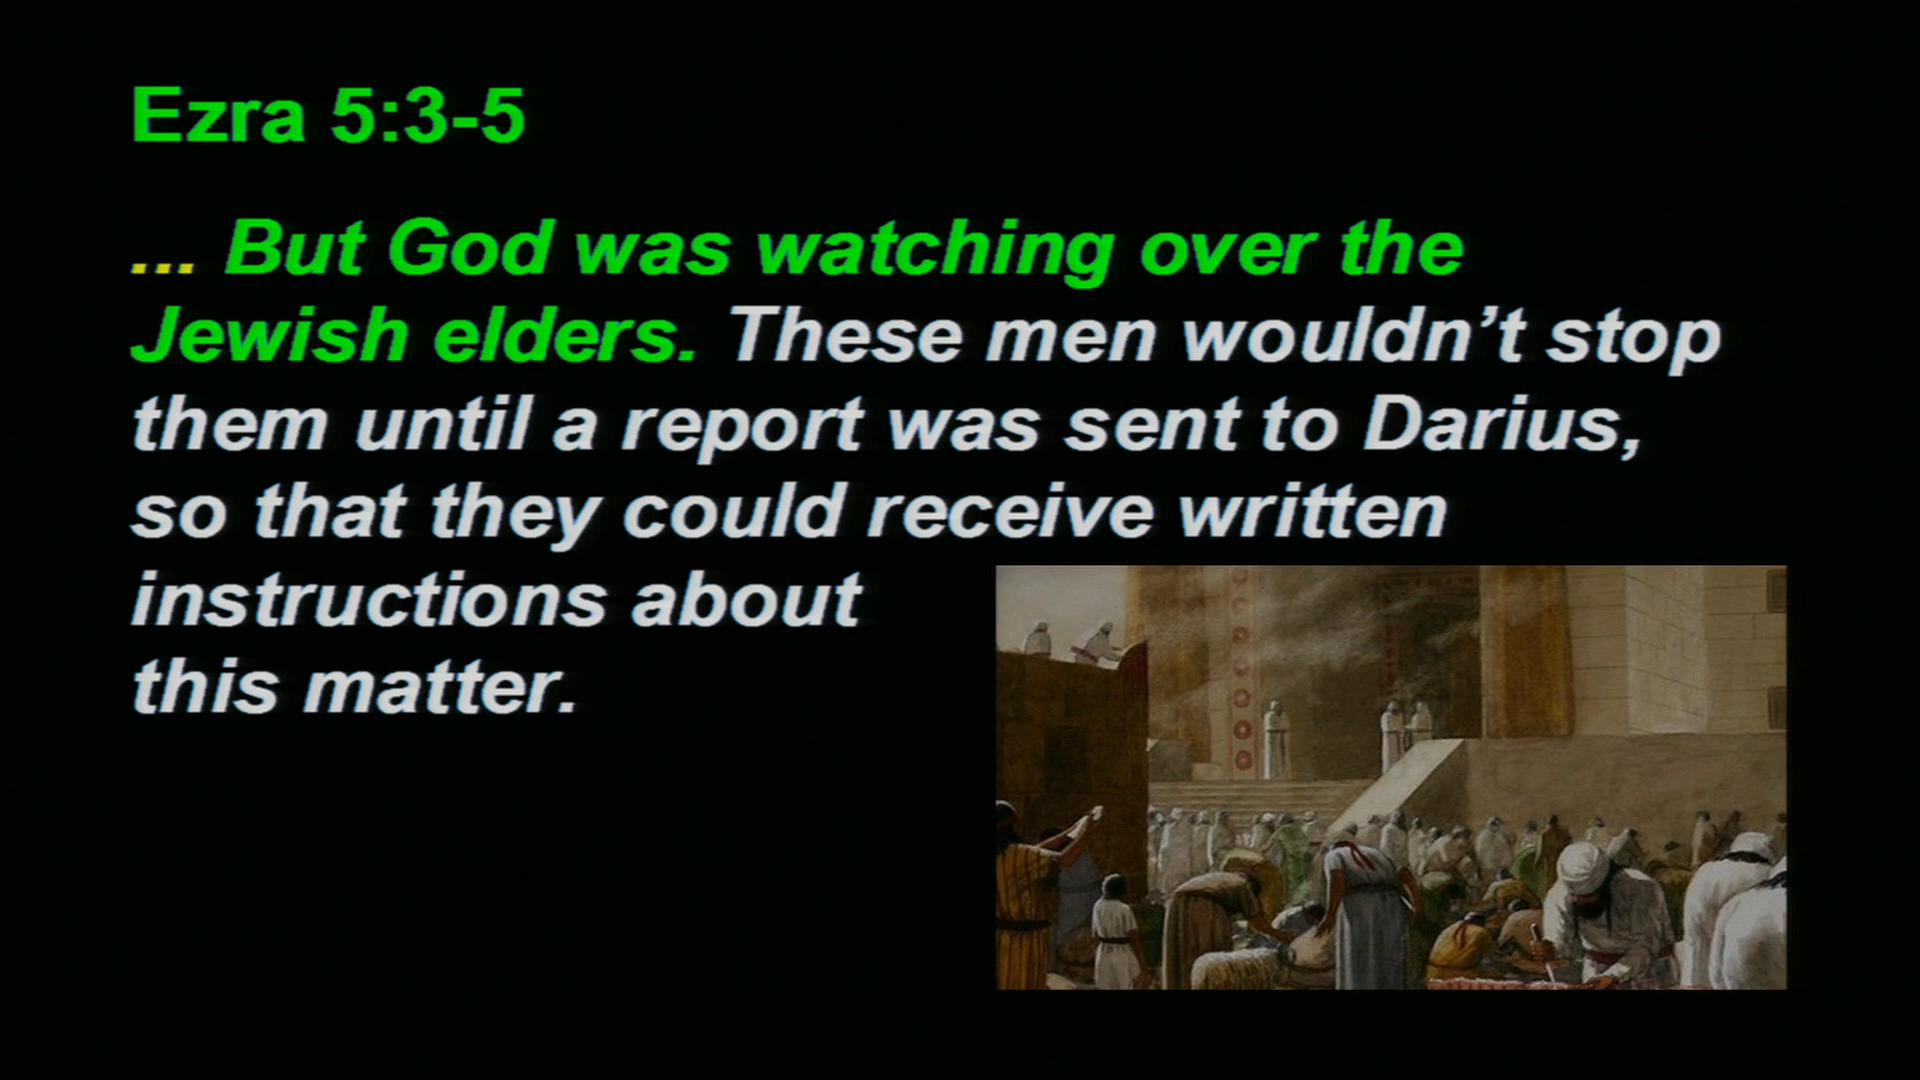 Ezra 5:3-5
... But God was watching over the
Jewish elders. These men wouldn’t stop
them until a report was sent to Darius,
so that they could receive written
instructions about
this matter.